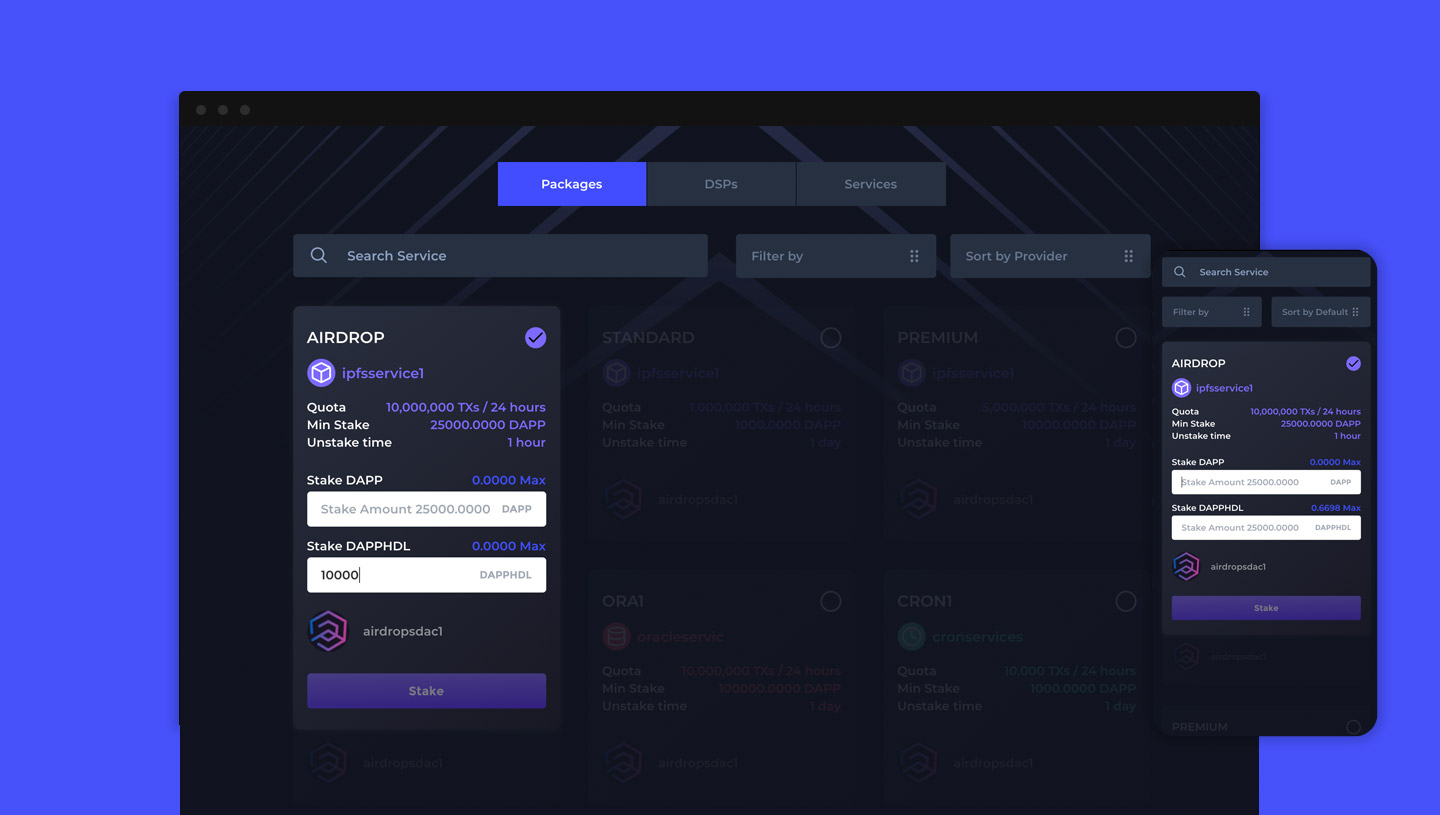 Packages DSPs Services
Search Service Filter by Sort by Provider
AIRDROP
ipfsservice1
Quota 10,000,000 TXs / 24 hours
Min Stake 25000.0000 DAPP
Unstake time 1 hour
Stake DAPP 0.0000 Max
Stake Amount 25000.0000 DAPP
Stake DAPPHDL 0.0000 Max
10000 DAPPHDL
airdropsdac1
Stake
airdropsdac1
STANDARD
ipfsservice1
Quota 1,000,000 TXs / 24 hours
Min Stake 1000.0000 DAPP
Unstake time 1 day
airdropsdac1
PREMIUM
ipfsservice1
Quota 5,000,000 TXs / 24 hours
Min Stake 10000.0000 DAPP
Unstake time 1 day
airdropsdac1
ORA1
oracleservic
Quota 10,000,000 TXs / 24 hours
Min Stake 100000.0000 DAPP
Unstake time 1 day
airdropsdac1
CRON1
cronservices
Quota 10,000 TXs / 24 hours
Min Stake 1000.0000 DAPP
Unstake time 1 day
airdropsdac1
Search Service
Filter by Sort by Default
AIRDROP
ipfsservice1
Quota 10,000,000 TXs / 24 hours
Min Stake 25000.0000 DAPP
Unstake time 1 hour
Stake DAPP 0.0000 Max
Stake Amount 25000.0000 DAPP
Stake DAPPHDL 0.6698 Max
Stake Amount 25000.0000 DAPPHDL
airdropsdac1
Stake
airdropsdac1
PREMIUM